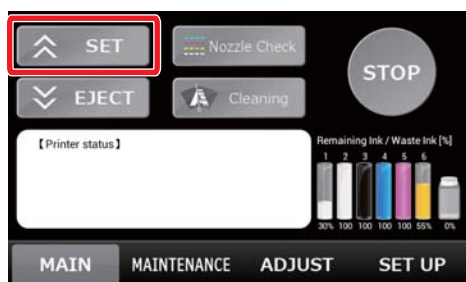 SET
Nozzle Check
STOP
EJECT
Cleaning
【Printer status】
Remaining Ink / Waste Ink [%]
1 2 3 4 5 6
30% 100 100 100 100 55% 0%
MAIN MAINTENANCE ADJUST SET UP